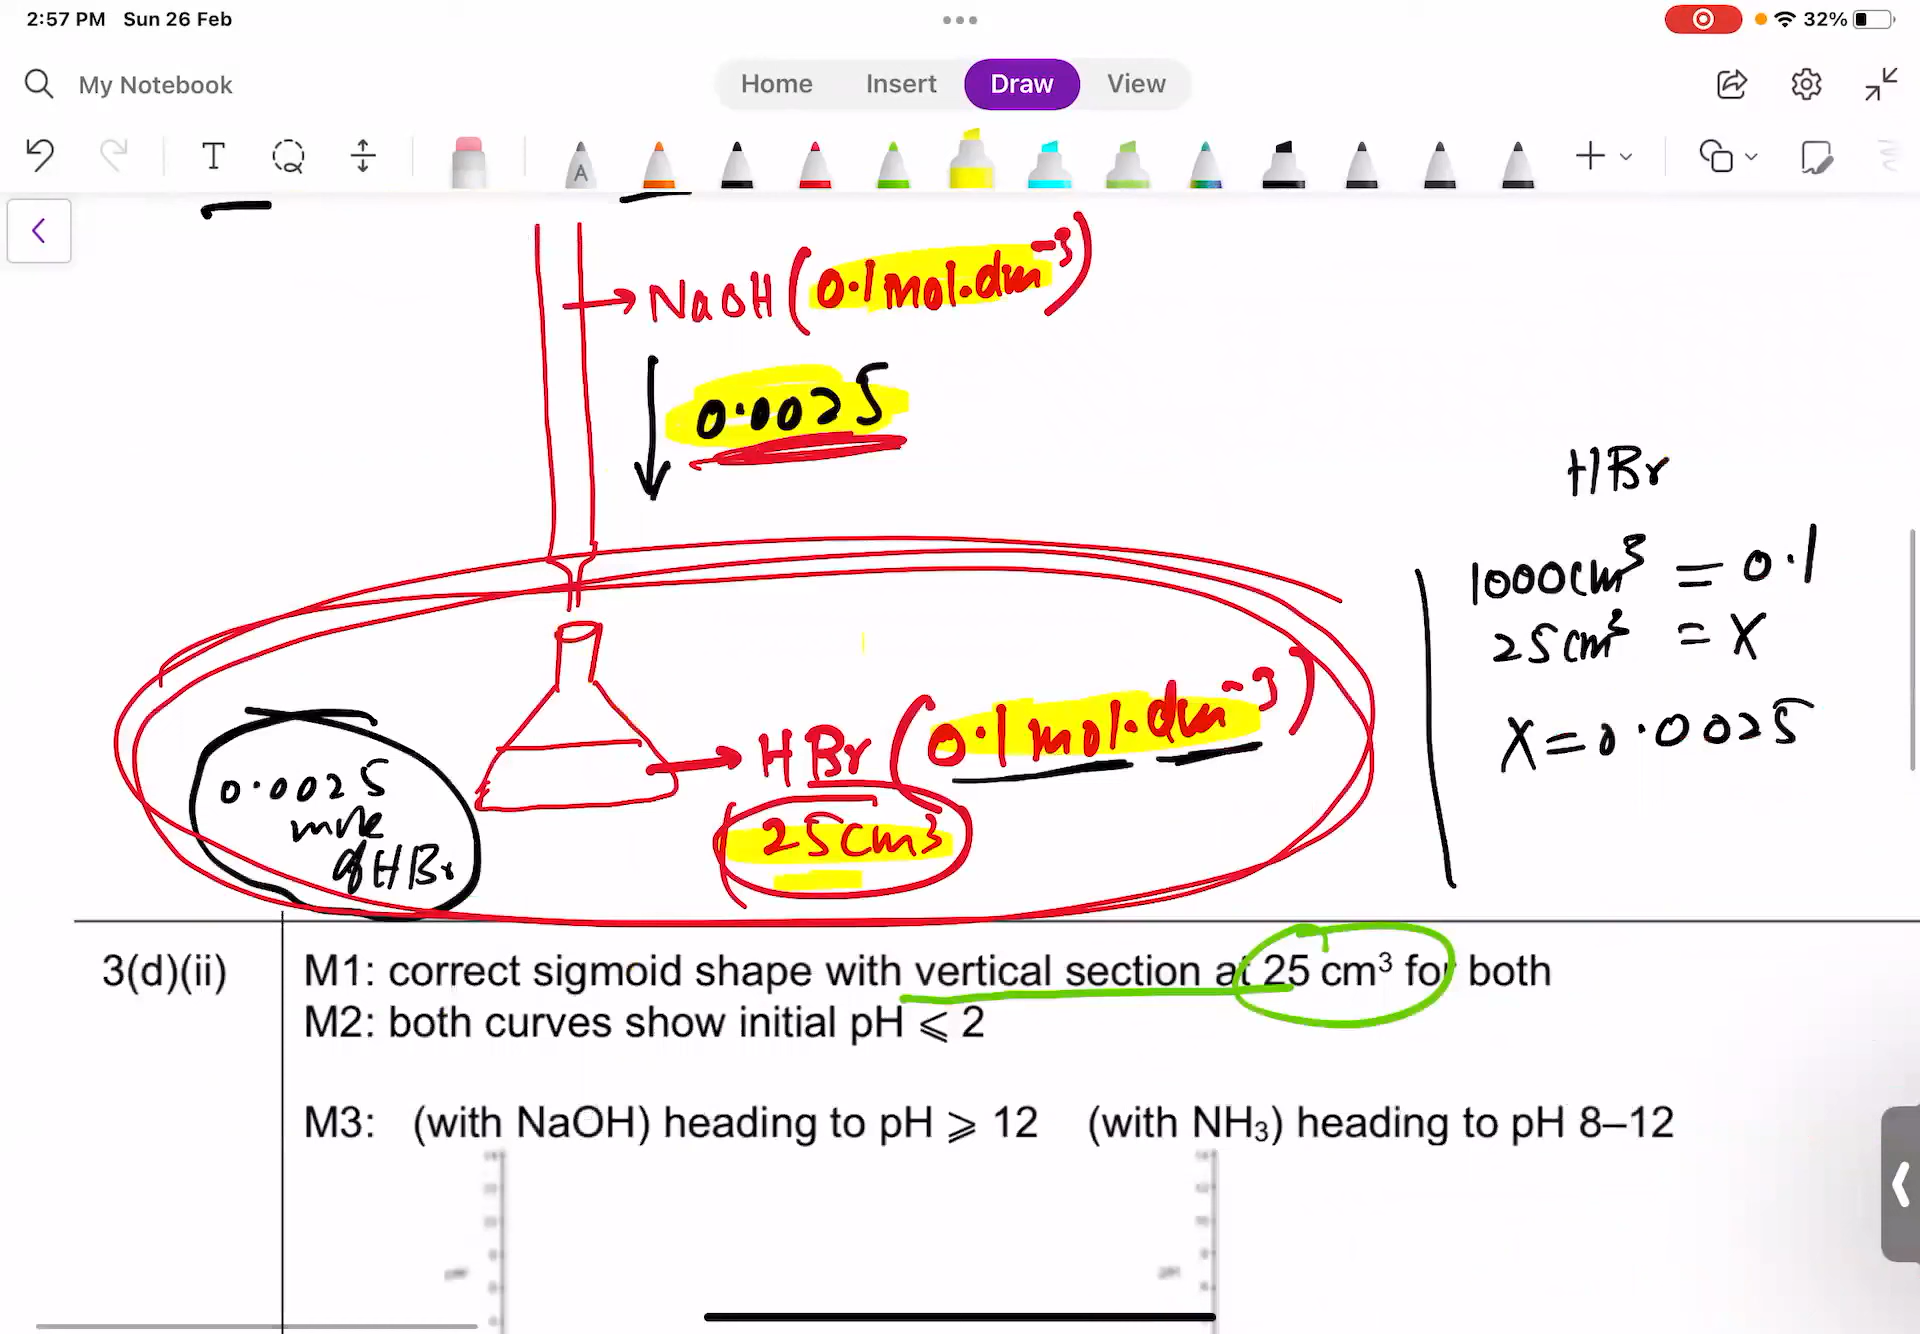 2:57 PM Sun 26 Feb
32%
My Notebook
Home Insert Draw View
T
A
NaOH (0.1 mol.dm⁻³)
0.0025
HBr
1000cm³ = 0.1
25cm³ = X
X = 0.0025
HBr (0.1 mol.dm⁻³)
25cm³
0.0025
mole
of HBr
3(d)(ii)
M1: correct sigmoid shape with vertical section at 25 cm³ for both
M2: both curves show initial pH ⩽ 2
M3: (with NaOH) heading to pH ⩾ 12 (with NH₃) heading to pH 8–12